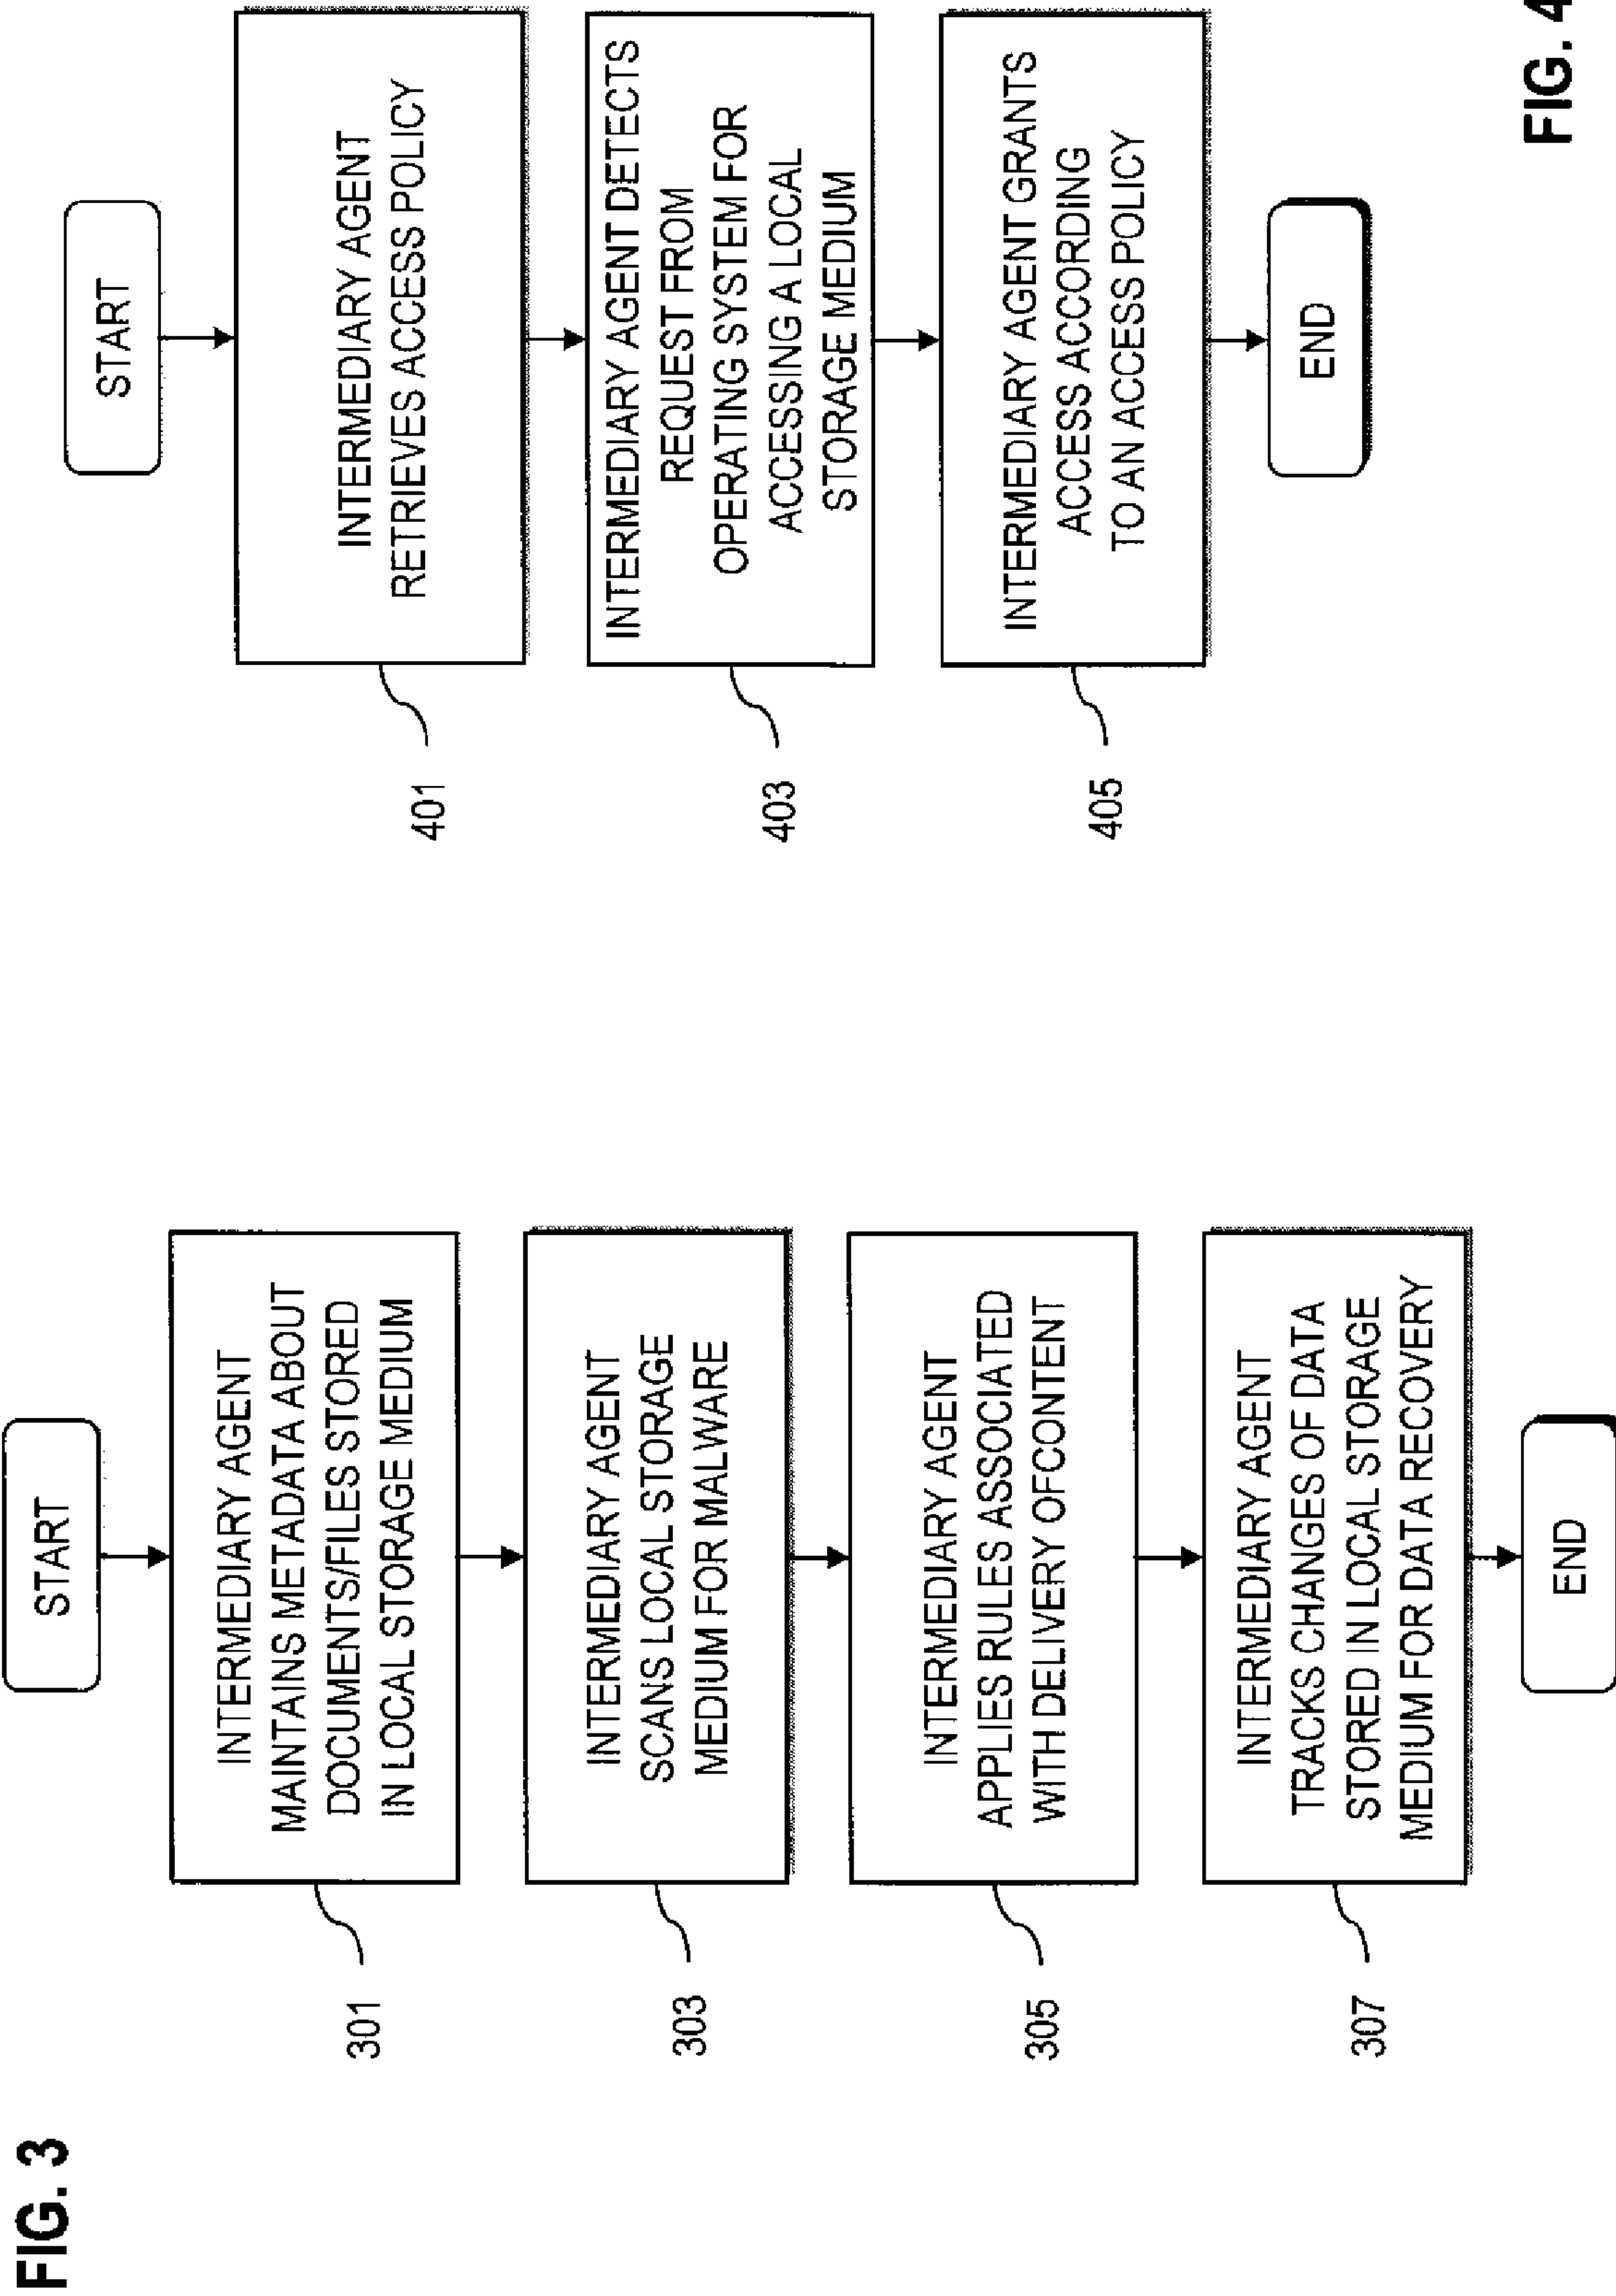 FIG. 3
START
INTERMEDIARY AGENT
MAINTAINS METADATA ABOUT
DOCUMENTS/FILES STORED
IN LOCAL STORAGE MEDIUM
301
INTERMEDIARY AGENT
SCANS LOCAL STORAGE
MEDIUM FOR MALWARE
303
INTERMEDIARY AGENT
APPLIES RULES ASSOCIATED
WITH DELIVERY OFCONTENT
305
INTERMEDIARY AGENT
TRACKS CHANGES OF DATA
STORED IN LOCAL STORAGE
MEDIUM FOR DATA RECOVERY
307
END
START
INTERMEDIARY AGENT
RETRIEVES ACCESS POLICY
401
INTERMEDIARY AGENT DETECTS
REQUEST FROM
OPERATING SYSTEM FOR
ACCESSING A LOCAL
STORAGE MEDIUM
403
INTERMEDIARY AGENT GRANTS
ACCESS ACCORDING
TO AN ACCESS POLICY
405
END
FIG. 4